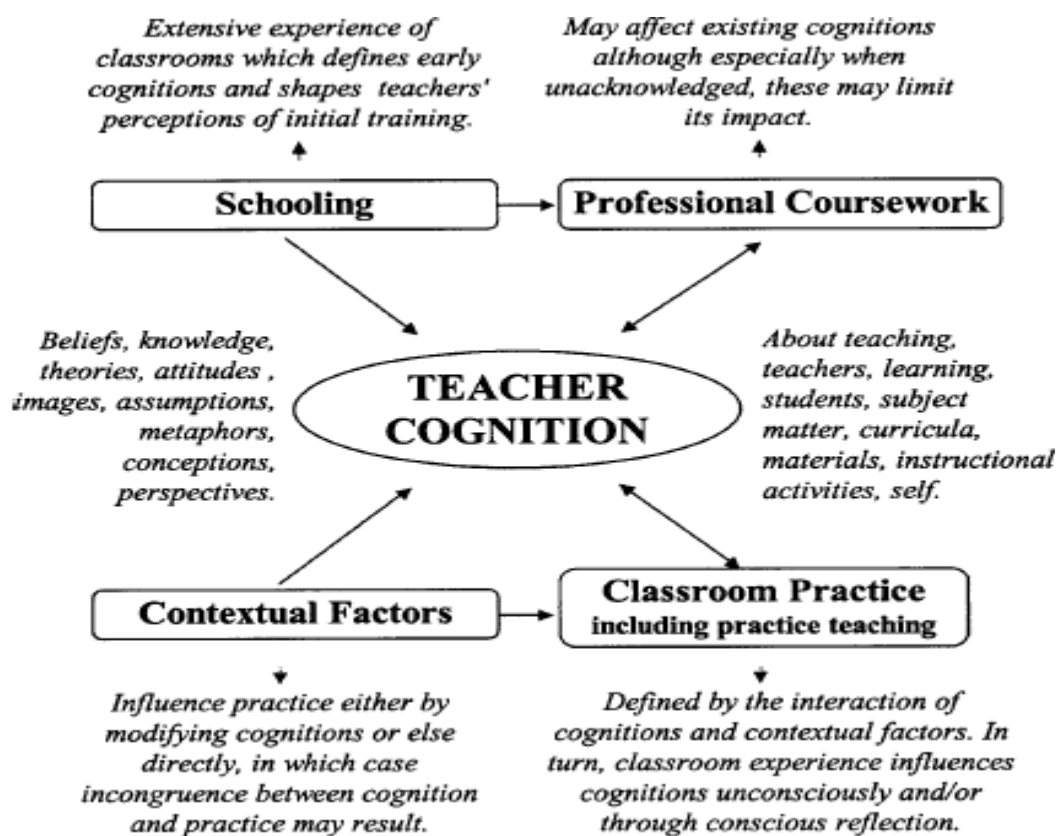 Extensive experience of
classrooms which defines early
cognitions and shapes teachers'
perceptions of initial training.
May affect existing cognitions
although especially when
unacknowledged, these may limit
its impact.
Schooling
Professional Coursework
Beliefs, knowledge,
theories, attitudes ,
images, assumptions,
metaphors,
conceptions,
perspectives.
TEACHER
COGNITION
About teaching,
teachers, learning,
students, subject
matter, curricula,
materials, instructional
activities, self.
Contextual Factors
Classroom Practice
including practice teaching
Influence practice either by
modifying cognitions or else
directly, in which case
incongruence between cognition
and practice may result.
Defined by the interaction of
cognitions and contextual factors. In
turn, classroom experience influences
cognitions unconsciously and/or
through conscious reflection.